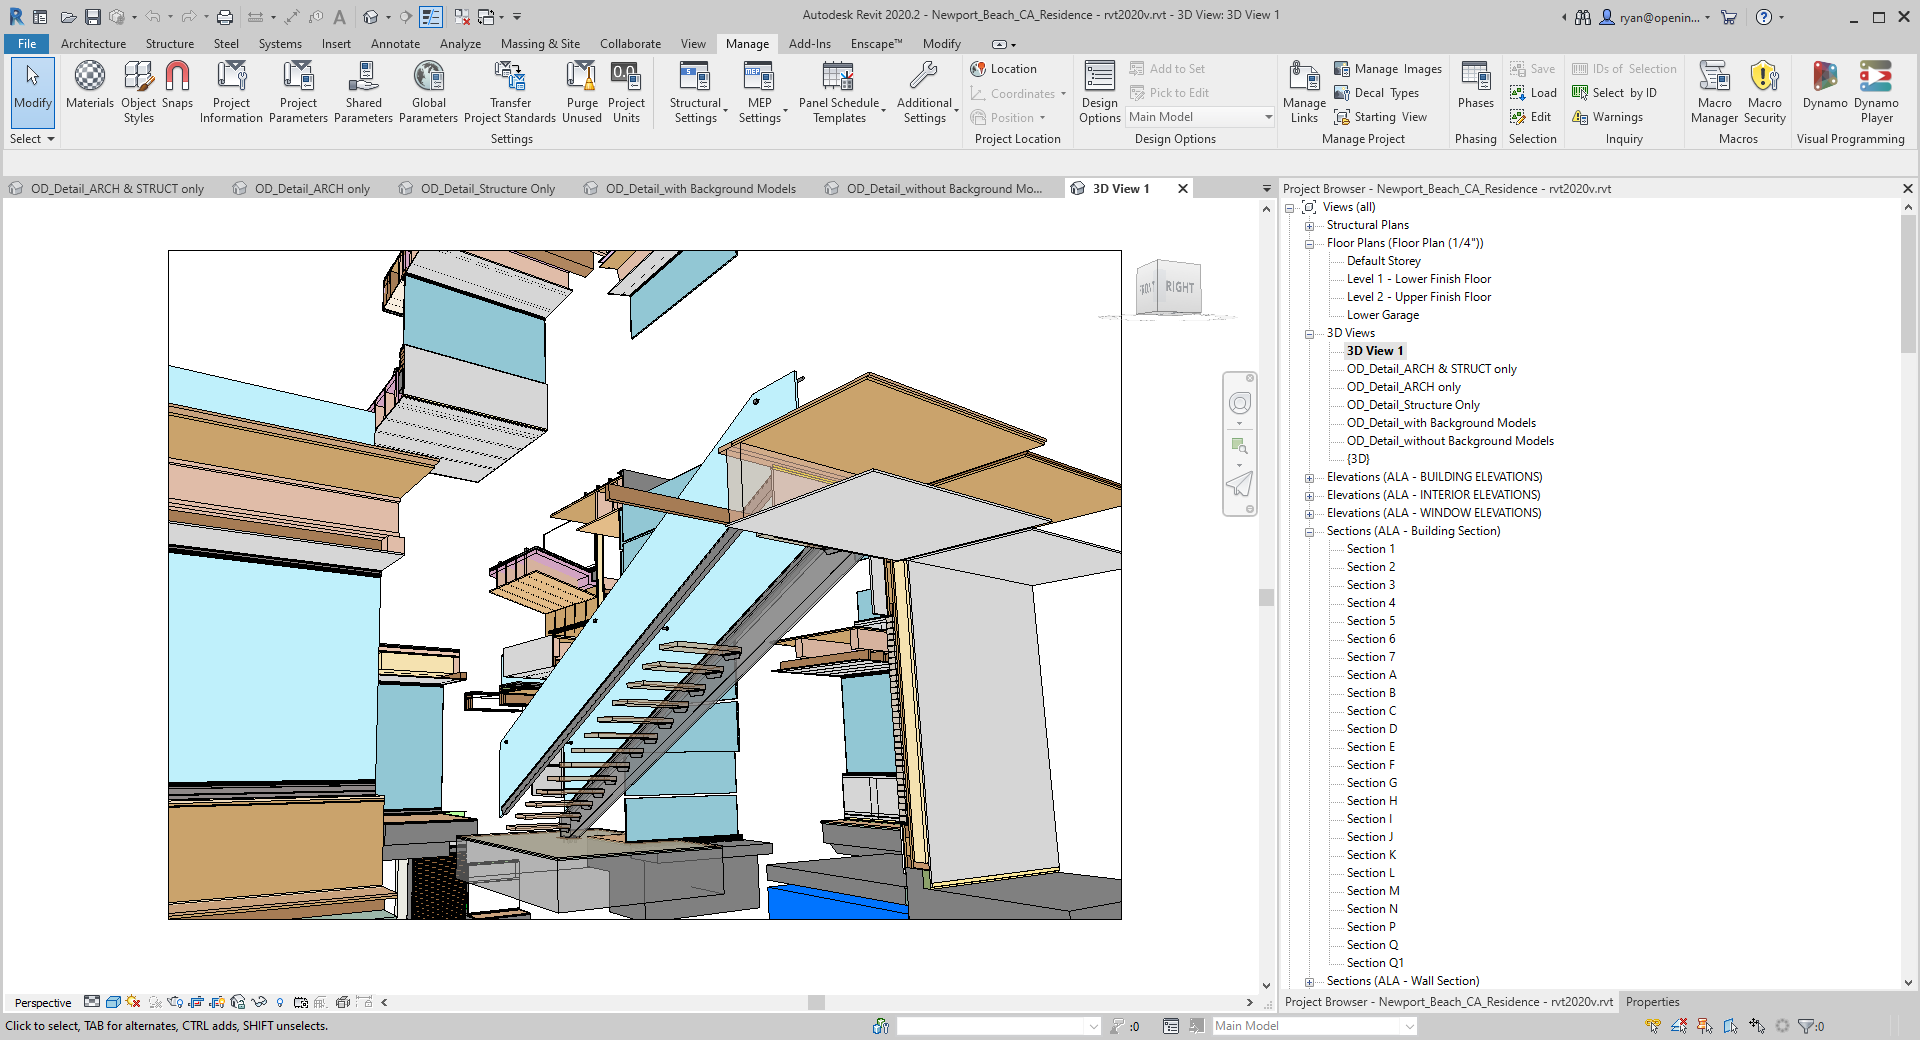 Autodesk Revit 2020.2 - Newport_Beach_CA_Residence - rvt2020v.rvt - 3D View: 3D View 1
ryan@openin...
File Architecture Structure Steel Systems Insert Annotate Analyze Massing & Site Collaborate View Manage Add-Ins Enscape™ Modify
Modify
Materials
Object
Styles
Snaps
Project
Information
Project
Parameters
Shared
Parameters
Global
Parameters
Transfer
Project Standards
Purge
Unused
Project
Units
Structural
Settings
MEP
Settings
Panel Schedule
Templates
Additional
Settings
Location
Coordinates
Position
Design
Options
Add to Set
Pick to Edit
Main Model
Manage
Links
Manage Images
Decal Types
Starting View
Phases
Save
Load
Edit
IDs of Selection
Select by ID
Warnings
Macro
Manager
Macro
Security
Dynamo
Dynamo
Player
Select
Settings
Project Location
Design Options
Manage Project
Phasing
Selection
Inquiry
Macros
Visual Programming
OD_Detail_ARCH & STRUCT only
OD_Detail_ARCH only
OD_Detail_Structure Only
OD_Detail_with Background Models
OD_Detail_without Background Mo...
3D View 1
RIGHT
Project Browser - Newport_Beach_CA_Residence - rvt2020v.rvt
Views (all)
Structural Plans
Floor Plans (Floor Plan (1/4"))
Default Storey
Level 1 - Lower Finish Floor
Level 2 - Upper Finish Floor
Lower Garage
3D Views
3D View 1
OD_Detail_ARCH & STRUCT only
OD_Detail_ARCH only
OD_Detail_Structure Only
OD_Detail_with Background Models
OD_Detail_without Background Models
{3D}
Elevations (ALA - BUILDING ELEVATIONS)
Elevations (ALA - INTERIOR ELEVATIONS)
Elevations (ALA - WINDOW ELEVATIONS)
Sections (ALA - Building Section)
Section 1
Section 2
Section 3
Section 4
Section 5
Section 6
Section 7
Section A
Section B
Section C
Section D
Section E
Section F
Section G
Section H
Section I
Section J
Section K
Section L
Section M
Section N
Section P
Section Q
Section Q1
Sections (ALA - Wall Section)
Project Browser - Newport_Beach_CA_Residence - rvt2020v.rvt
Properties
Perspective
Click to select, TAB for alternates, CTRL adds, SHIFT unselects.
:0
Main Model
:0